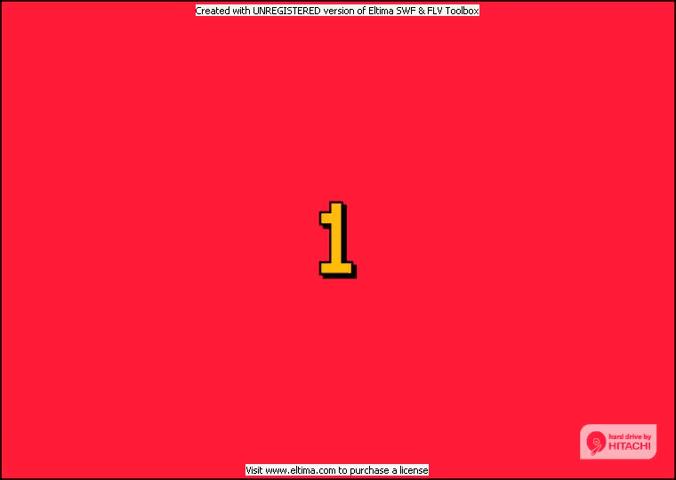 Created with UNREGISTERED version of Eltima SWF & FLV Toolbox
1
hard drive by
HITACHI
Visit www.eltima.com to purchase a license